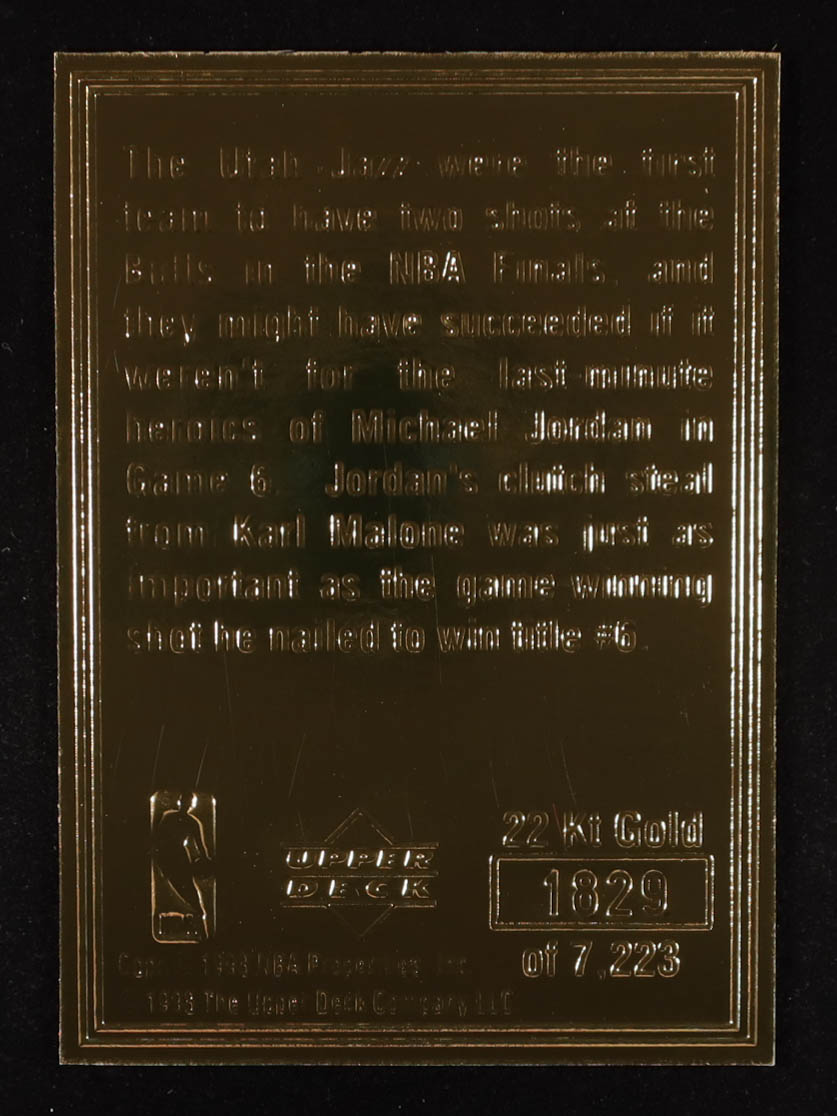 The Utah Jazz were the first
team to have two shots at the
Bulls in the NBA Finals, and
they might have succeeded if it
weren't for the last-minute
heroics of Michael Jordan in
Game 6. Jordan's clutch steal
from Karl Malone was just as
important as the game-winning
shot he nailed to win title #6.
22 Kt Gold
UPPER
DECK
1829
of 7,223
NBA Properties, Inc.
The Upper Deck Company LLC